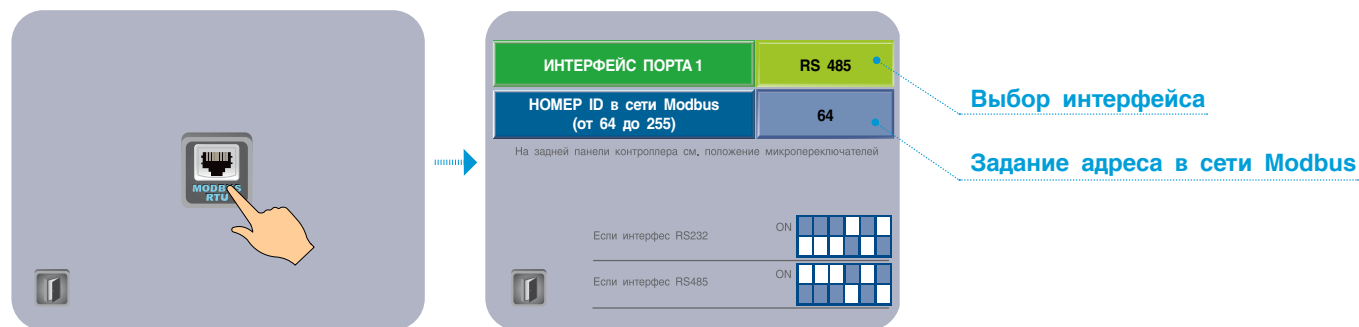 MODBUS
RTU
ИНТЕРФЕЙС ПОРТА 1
RS 485
НОМЕР ID в сети Modbus
(от 64 до 255)
64
На задней панели контроллера см. положение микропереключателей
Если интерфес RS232
ON
Если интерфес RS485
ON
Выбор интерфейса
Задание адреса в сети Modbus